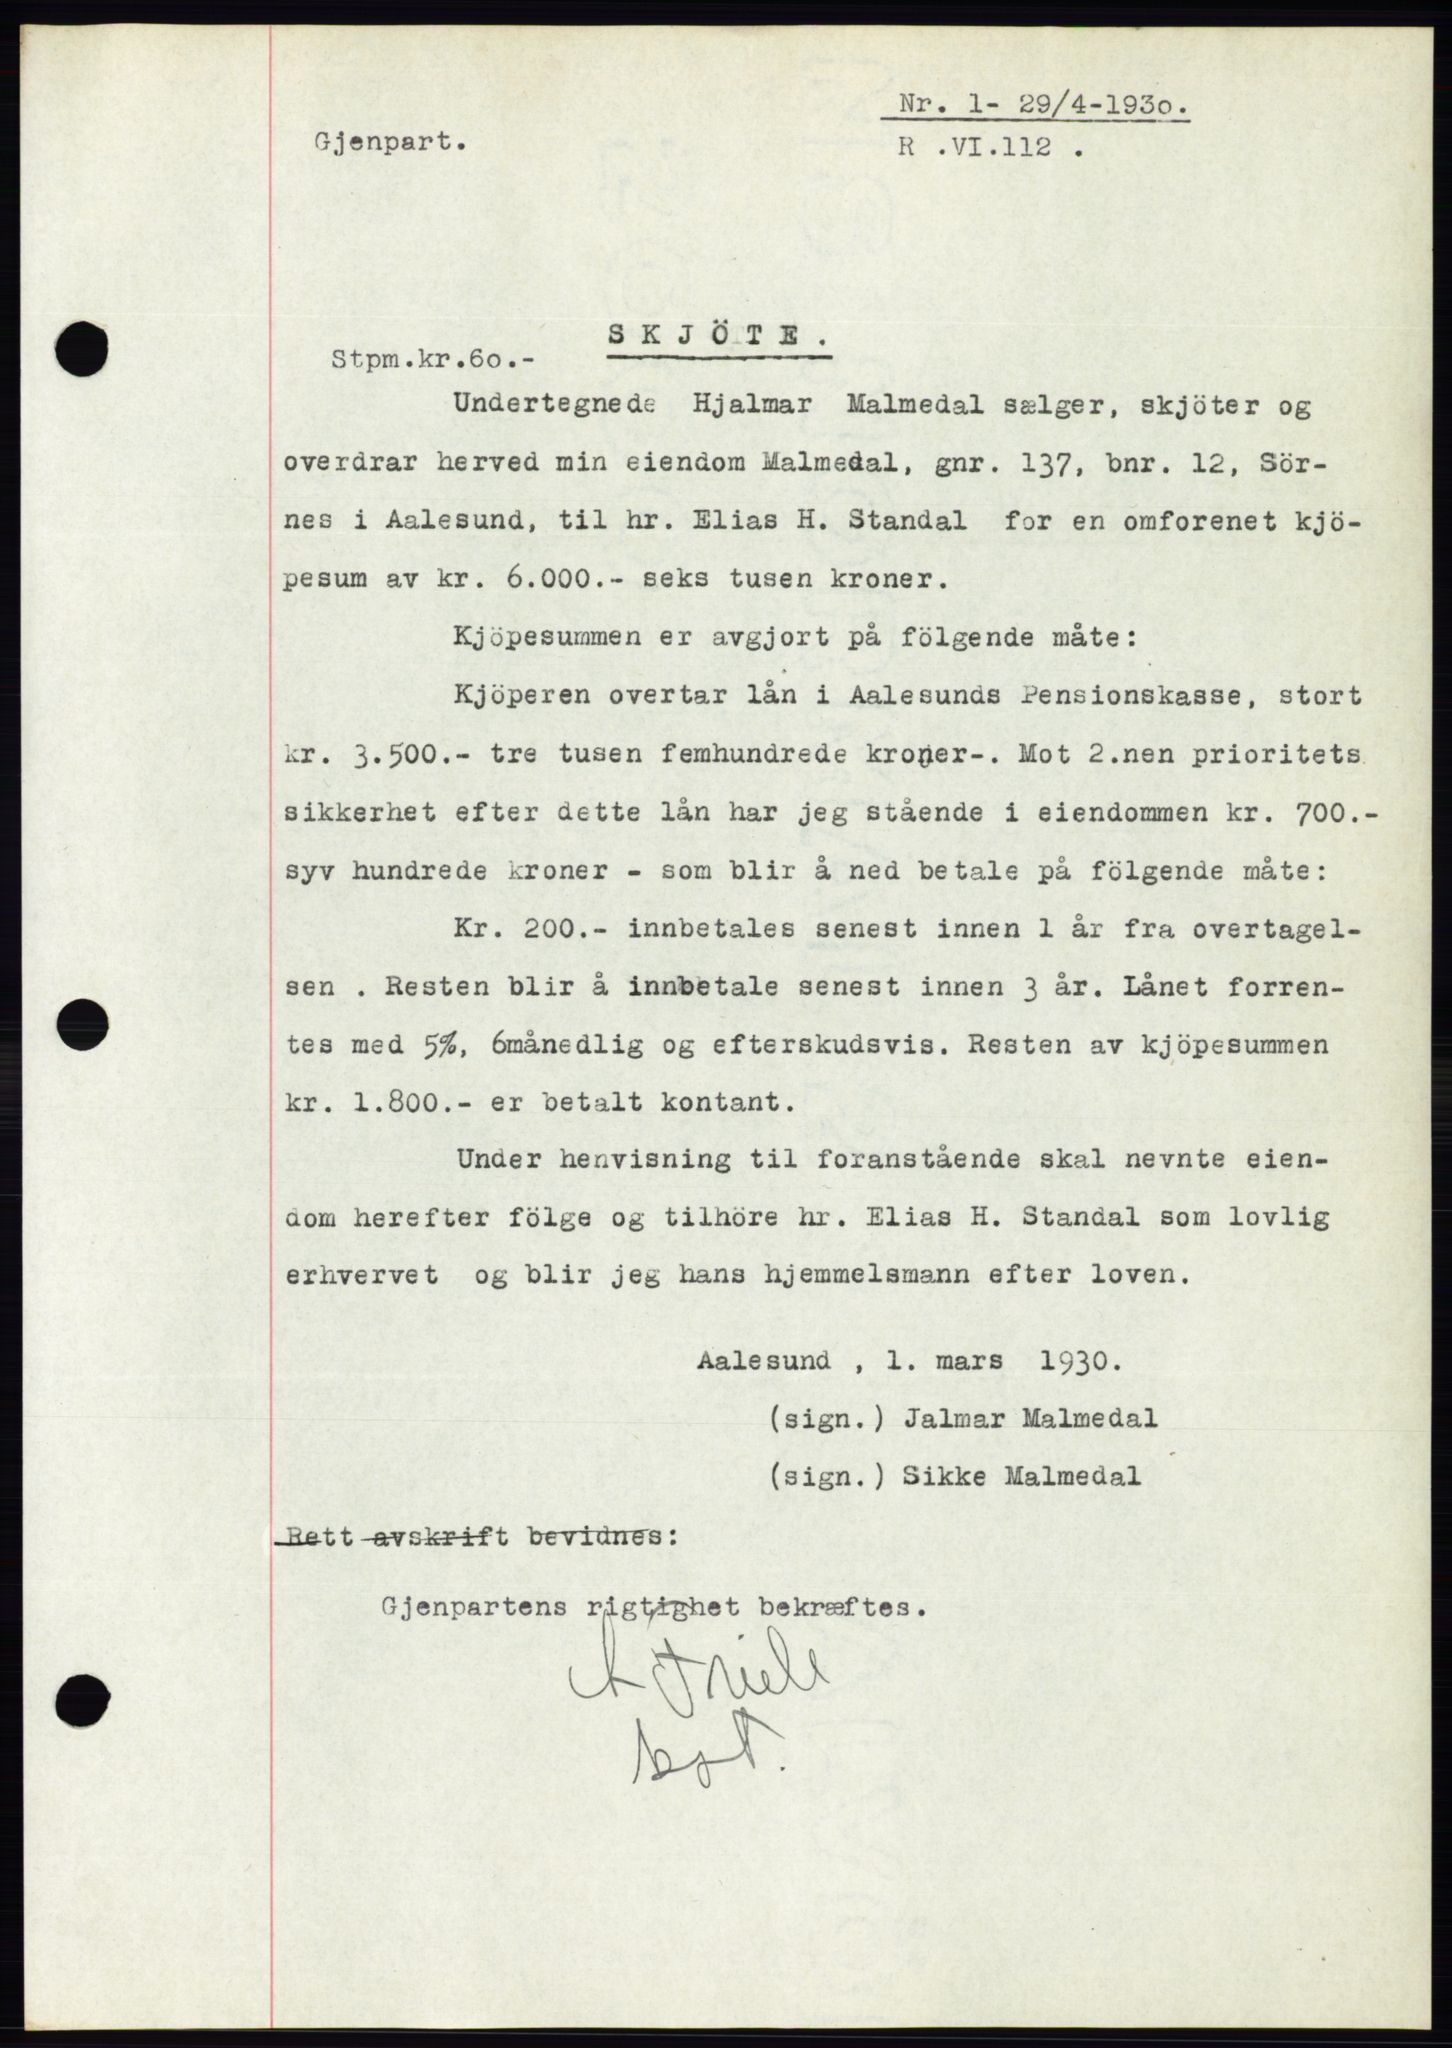 Nr. 1- 29/4-1930.
Gjenpart.
R .VI.112 .
SKJÖTE.
Stpm.kr.60.-
Undertegnede Hjalmar Malmedal sælger, skjöter og
overdrar herved min eiendom Malmedal, gnr. 137, bnr. 12, Sör-
nes i Aalesund, til hr. Elias H. Standal for en omforenet kjö-
pesum av kr. 6.000.- seks tusen kroner.
Kjöpesummen er avgjort på fölgende måte:
Kjöperen overtar lån i Aalesunds Pensionskasse, stort
kr. 3.500.- tre tusen femhundrede kroner-. Mot 2.nen prioritets
sikkerhet efter dette lån har jeg stående i eiendommen kr. 700.-
syv hundrede kroner - som blir å ned betale på fölgende måte:
Kr. 200.- innbetales senest innen 1 år fra overtagel-
sen . Resten blir å innbetale senest innen 3 år. Lånet forren-
tes med 5%, 6månedlig og efterskudsvis. Resten av kjöpesummen
kr. 1.800.- er betalt kontant.
Under henvisning til foranstående skal nevnte eien-
dom herefter fölge og tilhöre hr. Elias H. Standal som lovlig
erhvervet og blir jeg hans hjemmelsmann efter loven.
Aalesund , 1. mars 1930.
(sign.) Jalmar Malmedal
(sign.) Sikke Malmedal
Rett avskrift bevidnes:
Gjenpartens rigtighet bekræftes.